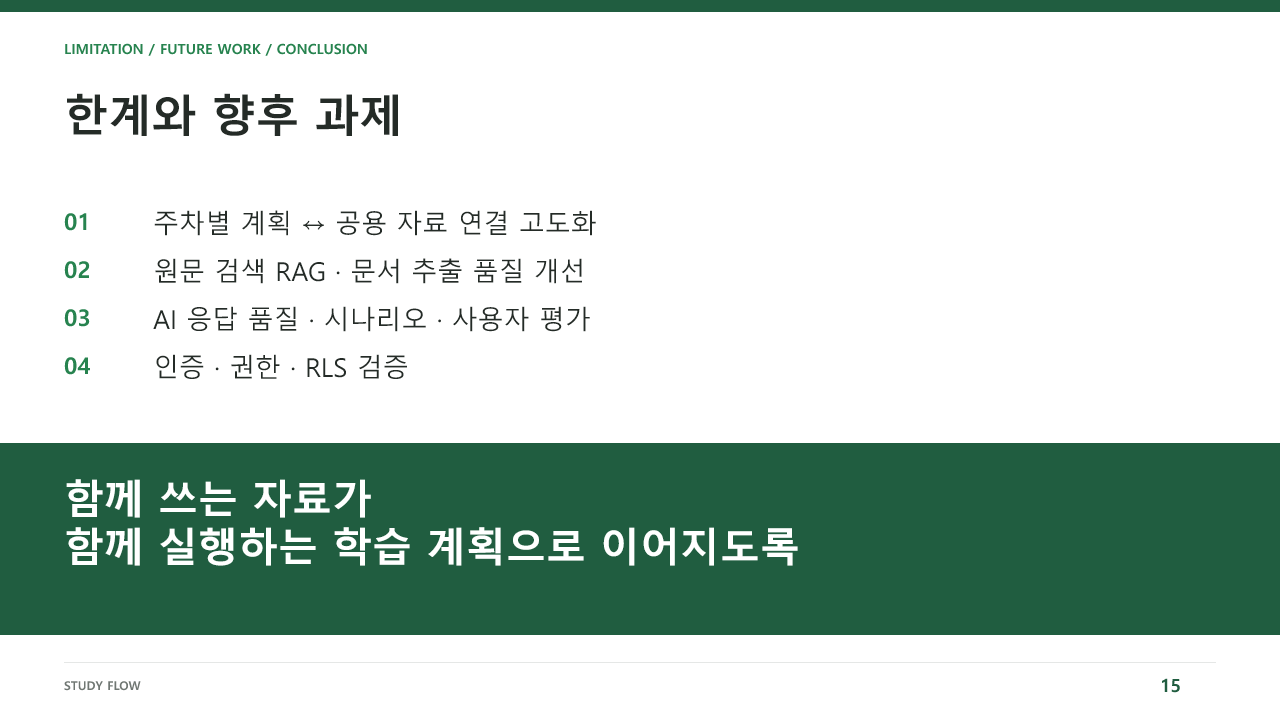 LIMITATION / FUTURE WORK / CONCLUSION
한계와 향후 과제
01 주차별 계획 ↔ 공용 자료 연결 고도화
02 원문 검색 RAG · 문서 추출 품질 개선
03 AI 응답 품질 · 시나리오 · 사용자 평가
04 인증 · 권한 · RLS 검증
함께 쓰는 자료가
함께 실행하는 학습 계획으로 이어지도록
STUDY FLOW
15